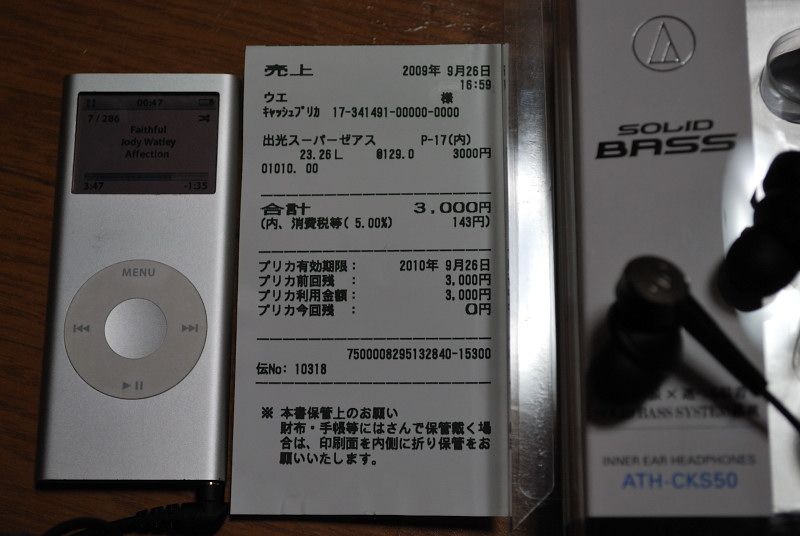 00:47
7 / 286
Faithful
Jody Watley
Affection
3:47 -1:35
MENU
売上 2009年 9月26日
16:59
ウエ 様
ｷｬｯｼｭﾌﾟﾘｶ 17-341491-00000-0000
出光スーパーゼアス P-17(内)
23.26L @129.0 3000円
01010. 00
合計 3,000円
(内、消費税等( 5.00%) 143円)
プリカ有効期限： 2010年 9月26日
プリカ前回残： 3,000円
プリカ利用金額： 3,000円
プリカ今回残： 0円
7500008295132840-15300
伝No: 10318
※ 本書保管上のお願い
財布・手帳等にはさんで保管戴く場
合は、印刷面を内側に折り保管をお
願いいたします。
SOLID
BASS
SOLID BASS SYSTEM
INNER EAR HEADPHONES
ATH-CKS50